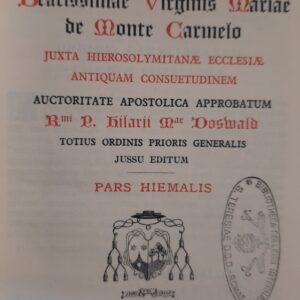 Beatissimae Virginis Mariae
de Monte Carmelo
JUXTA HIEROSOLYMITANÆ ECCLESIÆ
ANTIQUAM CONSUETUDINEM
AUCTORITATE APOSTOLICA APPROBATUM
Rmi P. Hilarii Mae Doswald
TOTIUS ORDINIS PRIORIS GENERALIS
JUSSU EDITUM
PARS HIEMALIS
S. TERESIAE